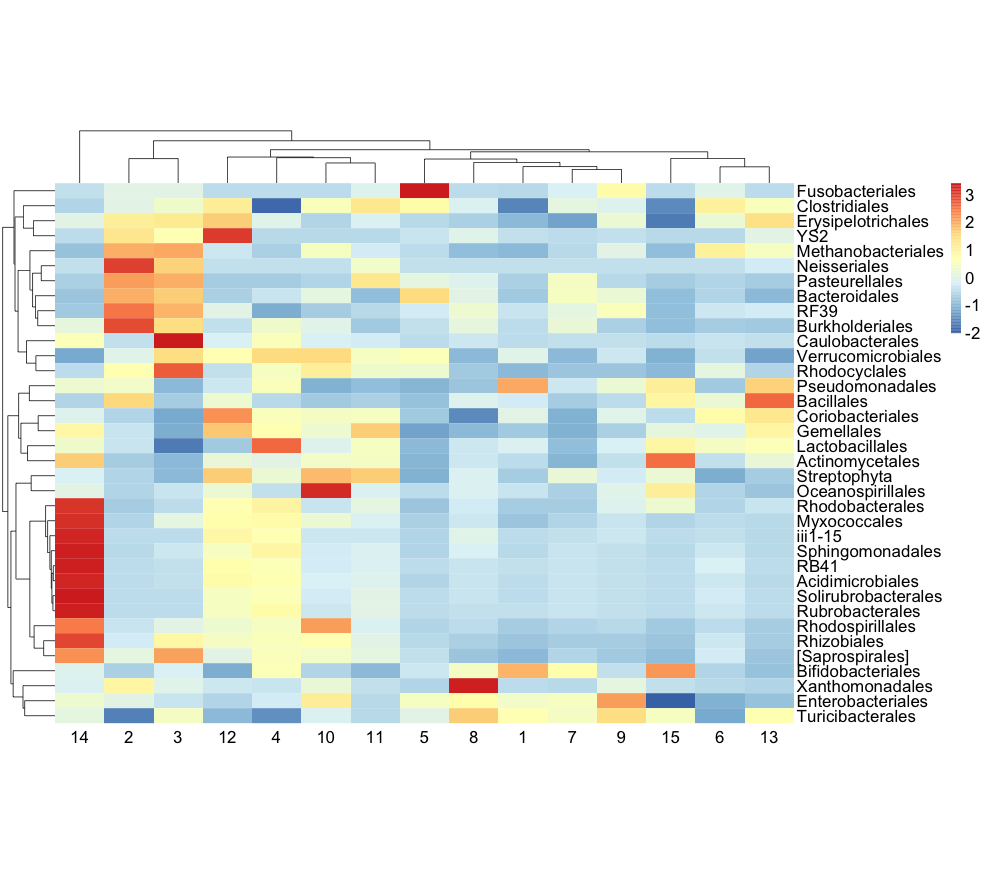 Fusobacteriales
Clostridiales
Erysipelotrichales
YS2
Methanobacteriales
Neisseriales
Pasteurellales
Bacteroidales
RF39
Burkholderiales
Caulobacterales
Verrucomicrobiales
Rhodocyclales
Pseudomonadales
Bacillales
Coriobacteriales
Gemellales
Lactobacillales
Actinomycetales
Streptophyta
Oceanospirillales
Rhodobacterales
Myxococcales
iii1-15
Sphingomonadales
RB41
Acidimicrobiales
Solirubrobacterales
Rubrobacterales
Rhodospirillales
Rhizobiales
[Saprospirales]
Bifidobacteriales
Xanthomonadales
Enterobacteriales
Turicibacterales
14 2 3 12 4 10 11 5 8 1 7 9 15 6 13
3
2
1
0
-1
-2